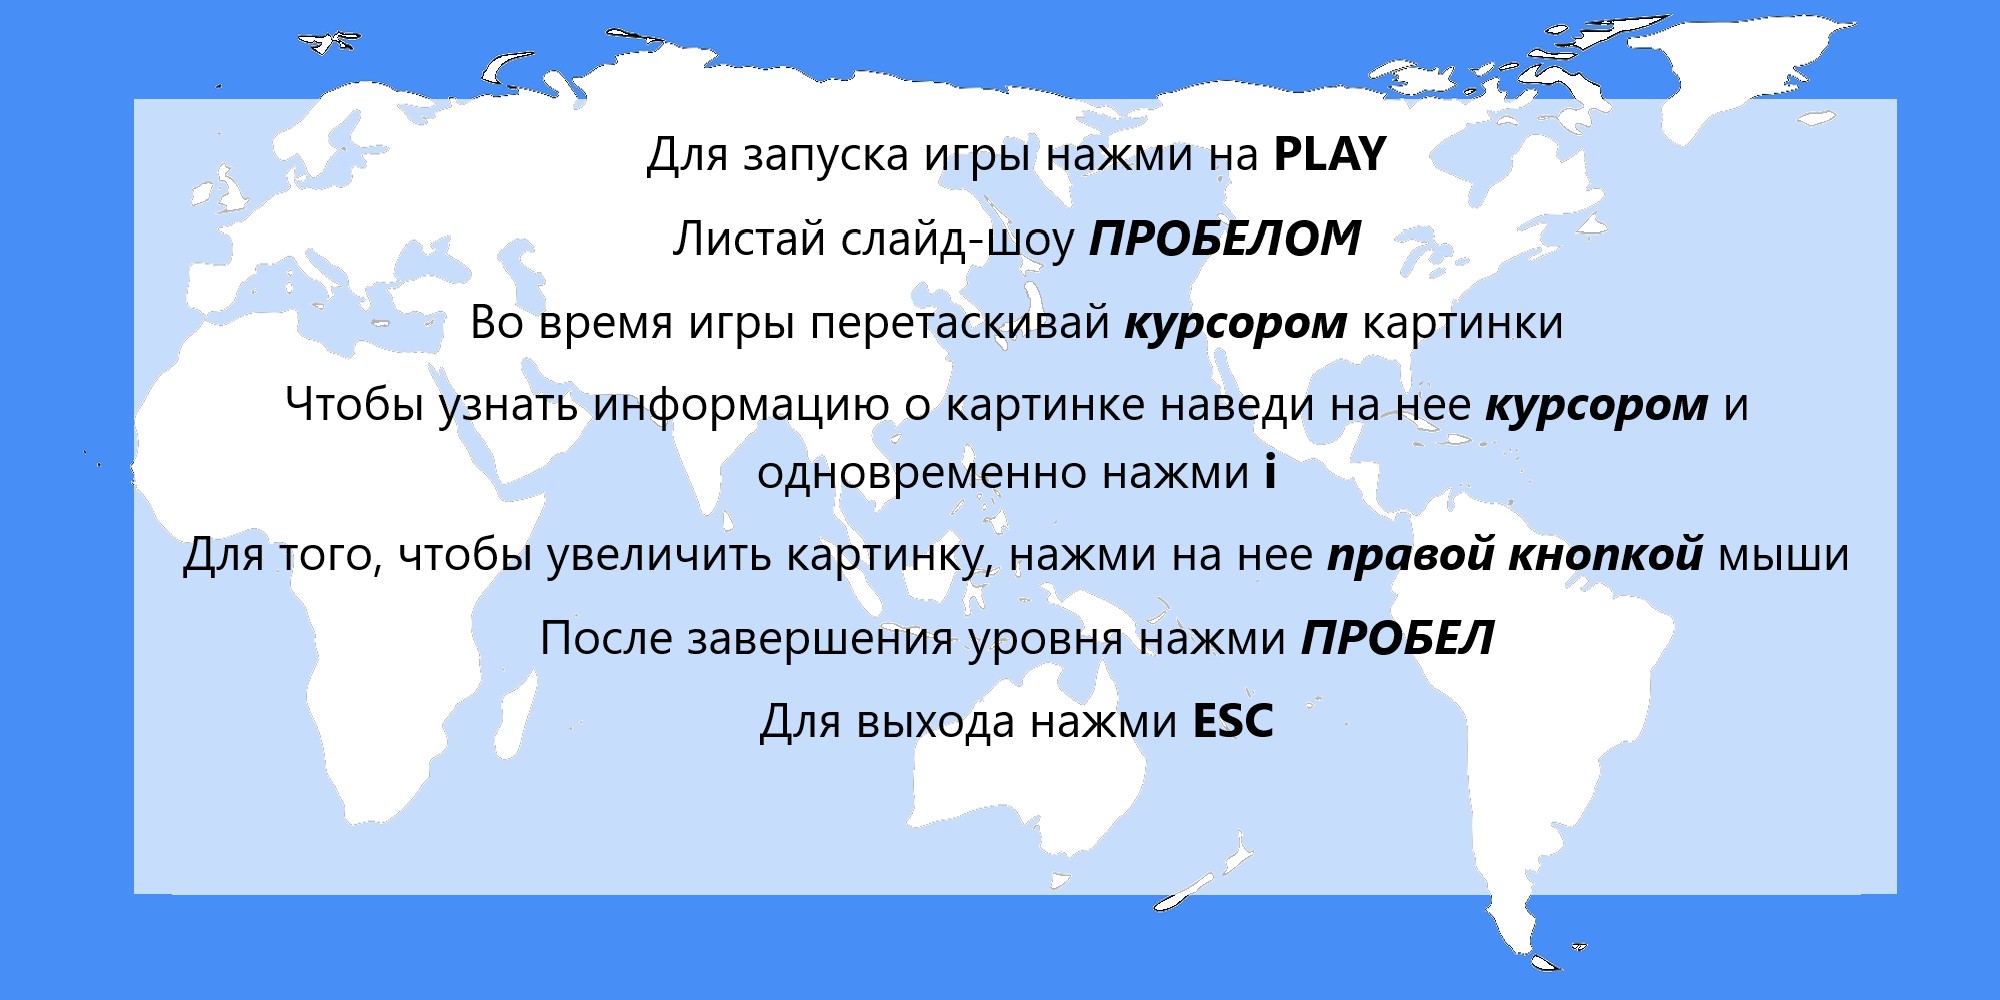 Для запуска игры нажми на PLAY
Листай слайд-шоу ПРОБЕЛОМ
Во время игры перетаскивай курсором картинки
Чтобы узнать информацию о картинке наведи на нее курсором и
одновременно нажми i
Для того, чтобы увеличить картинку, нажми на нее правой кнопкой мыши
После завершения уровня нажми ПРОБЕЛ
Для выхода нажми ESC